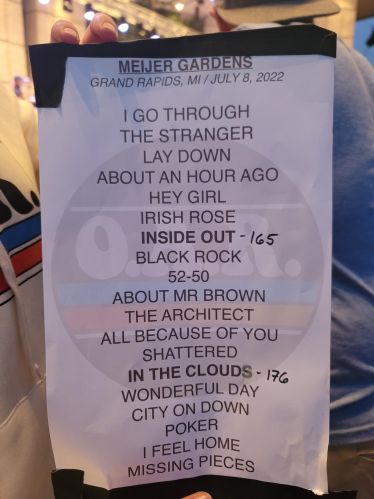 MEIJER GARDENS
GRAND RAPIDS, MI / JULY 8, 2022
I GO THROUGH
THE STRANGER
LAY DOWN
ABOUT AN HOUR AGO
HEY GIRL
IRISH ROSE
INSIDE OUT - 165
BLACK ROCK
52-50
ABOUT MR BROWN
THE ARCHITECT
ALL BECAUSE OF YOU
SHATTERED
IN THE CLOUDS - 176
WONDERFUL DAY
CITY ON DOWN
POKER
I FEEL HOME
MISSING PIECES
O.A.R.